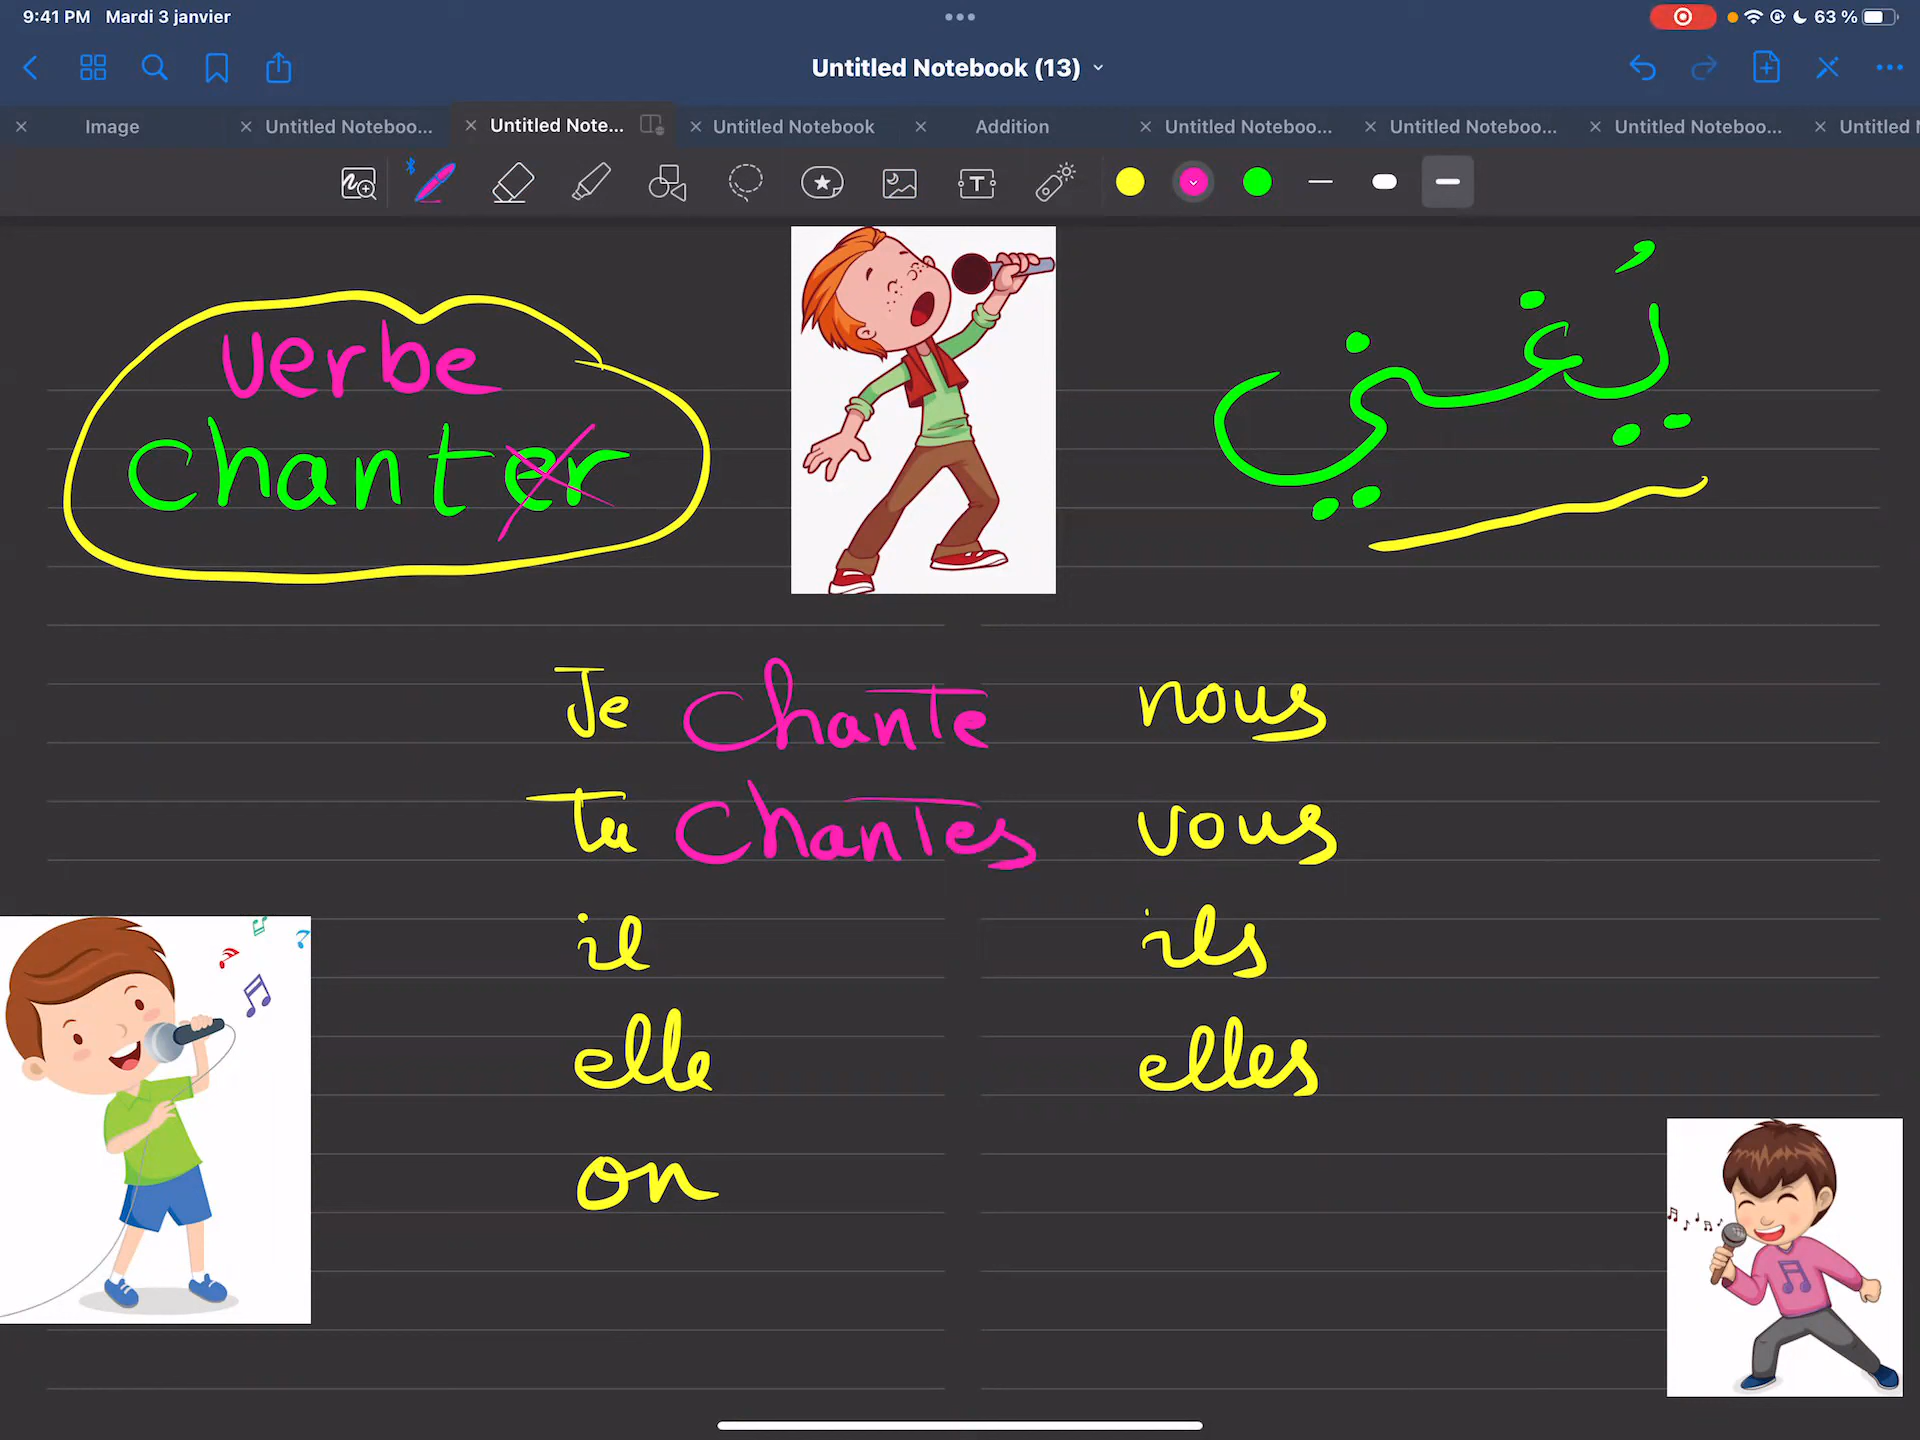 9:41 PM Mardi 3 janvier
63 %
Untitled Notebook (13)
Image
Untitled Noteboo...
Untitled Note...
Untitled Notebook
Addition
Untitled Noteboo...
Untitled Noteboo...
Untitled Noteboo...
Untitled
verbe
chanter
يُغني
Je chante
nous
Tu chantes
vous
il
ils
elle
elles
on